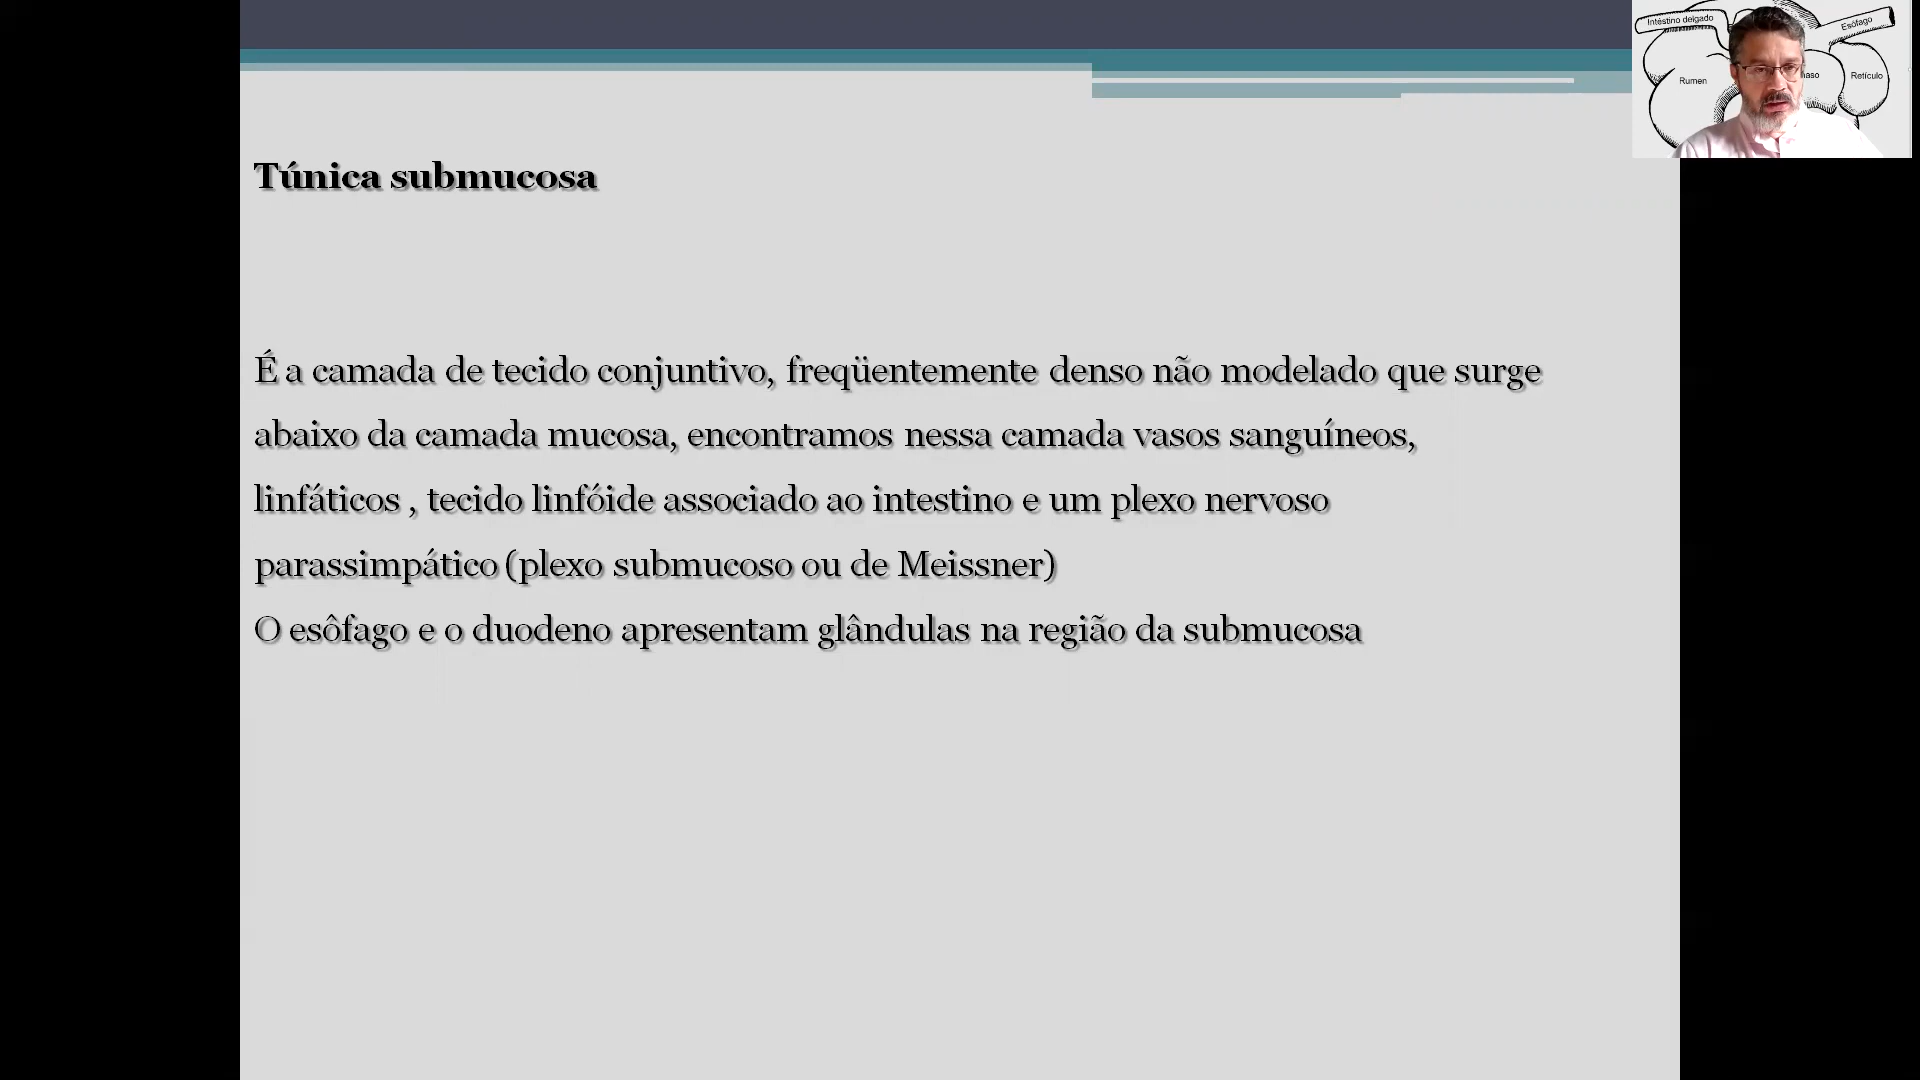 Intestino delgado
Esôfago
Rumen
Retículo
Túnica submucosa
É a camada de tecido conjuntivo, freqüentemente denso não modelado que surge
abaixo da camada mucosa, encontramos nessa camada vasos sanguíneos,
linfáticos , tecido linfóide associado ao intestino e um plexo nervoso
parassimpático (plexo submucoso ou de Meissner)
O esôfago e o duodeno apresentam glândulas na região da submucosa